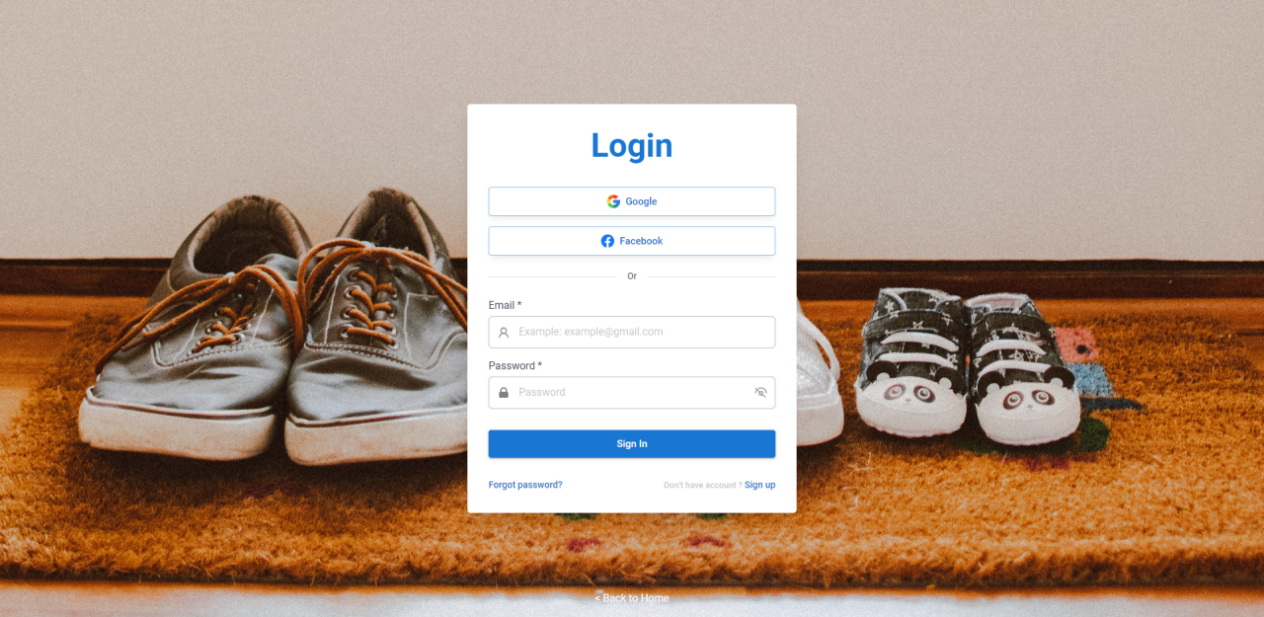 Login
Google
Facebook
Or
Email *
Example: example@gmail.com
Password *
Password
Sign In
Forgot password? Don't have account ? Sign up
< Back to Home